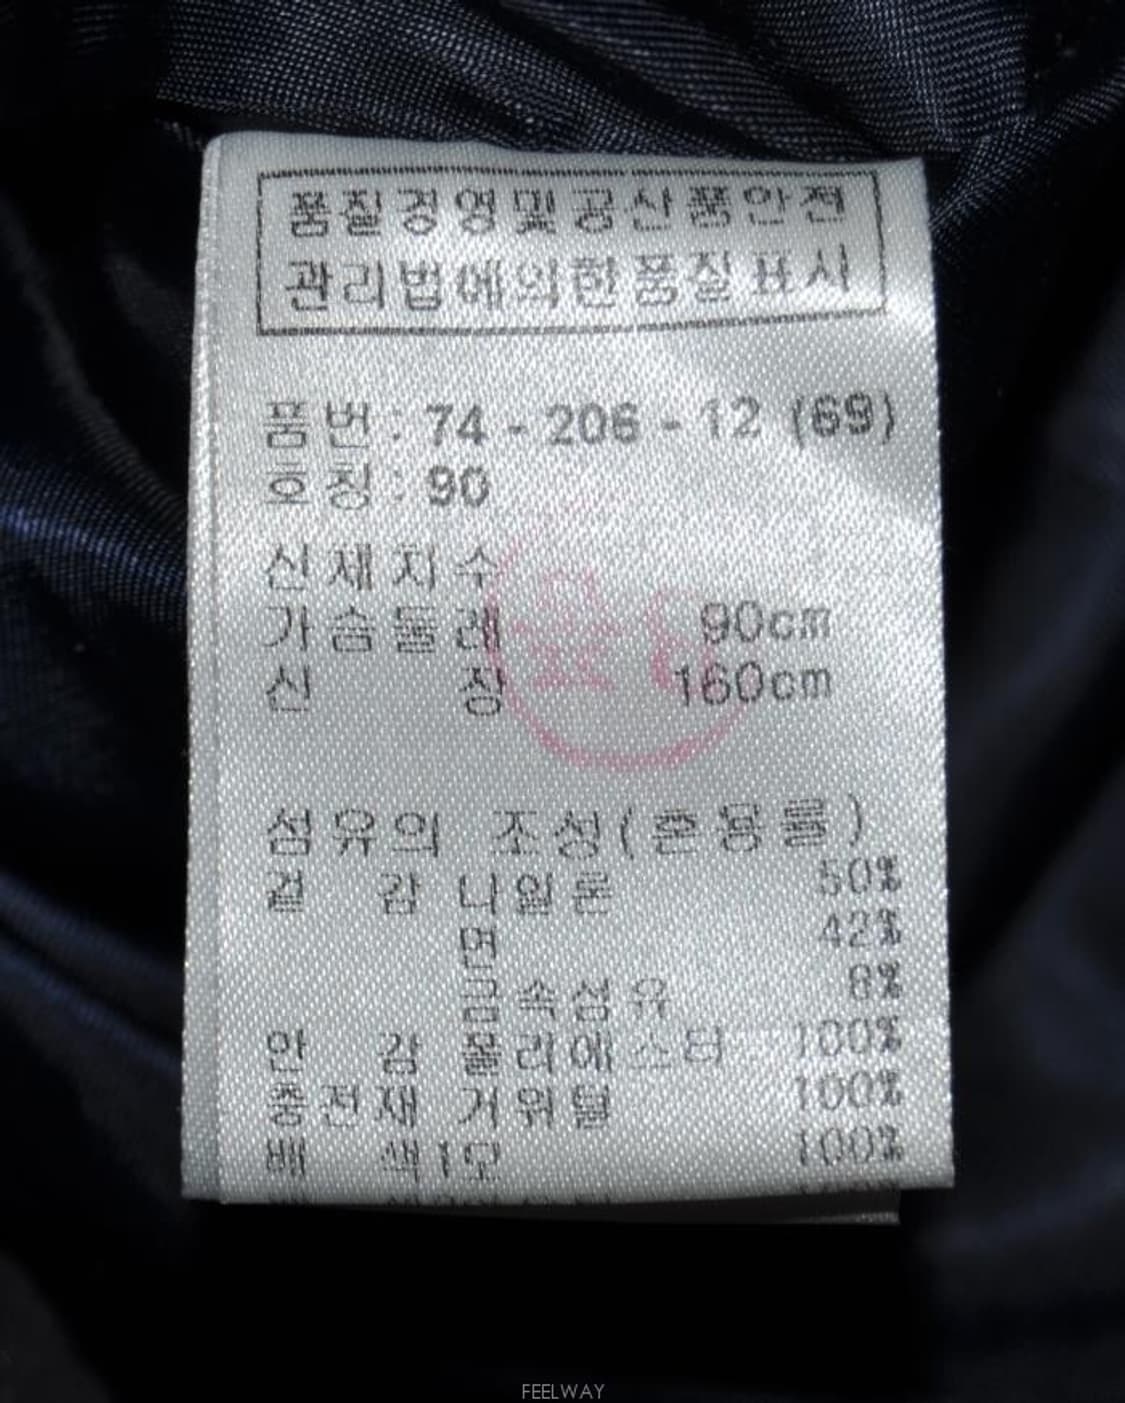 품질경영및공산품안전
관리법에의한품질표시
품번: 74 - 206 - 12 (69)
호칭: 90
신체치수
가슴둘레 90cm
신 장 160cm
섬유의 조성(혼용률)
겉 감 나일론 50%
면 42%
금속섬유 8%
안 감 폴리에스터 100%
충전재 거위털 100%
배 색1모 100%
FEELWAY